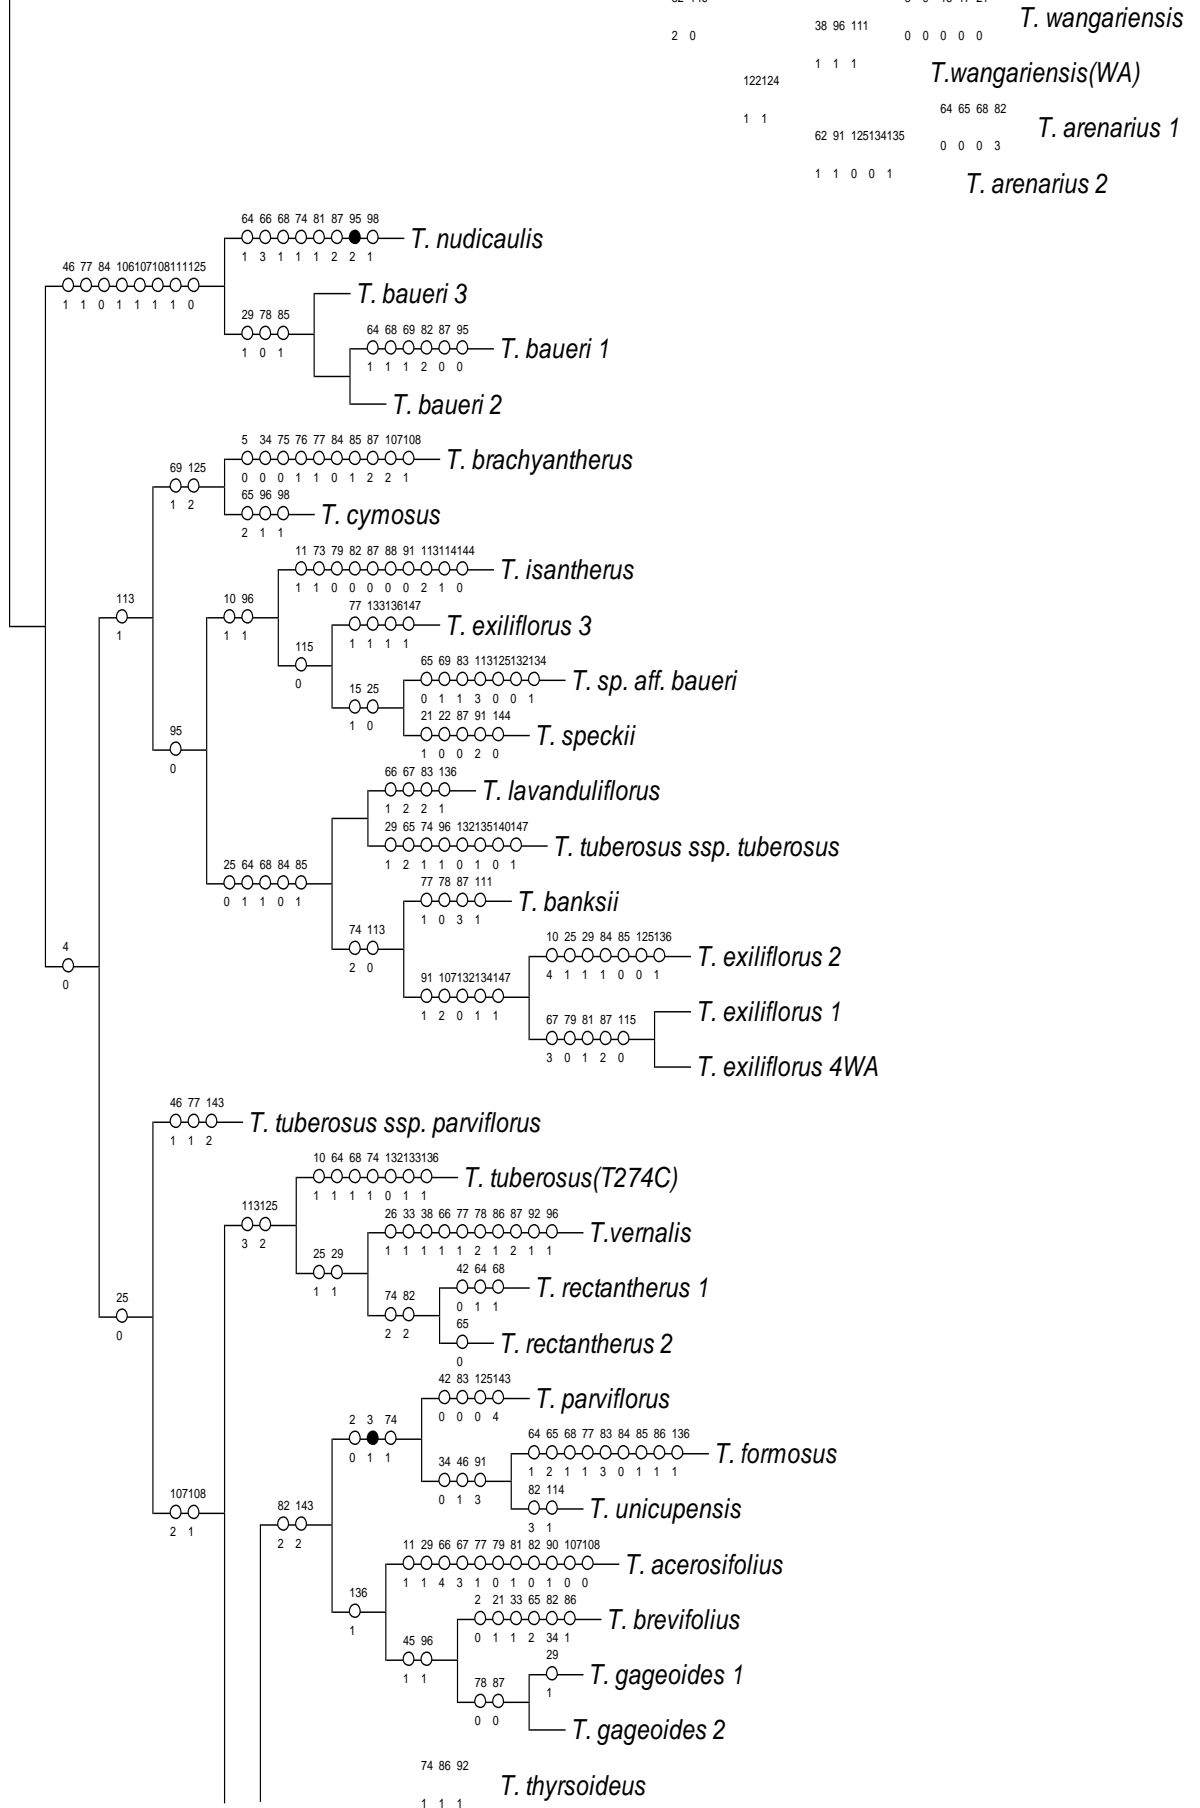 T. wangariensis
38 96 111
2 0
0 0 0 0 0
1 1 1
T.wangariensis(WA)
122124
64 65 68 82
1 1
T. arenarius 1
62 91 125134135
0 0 0 3
1 1 0 0 1
T. arenarius 2
64 66 68 74 81 87 95 98
T. nudicaulis
1 3 1 1 1 2 2 1
46 77 84 106107108111125
T. baueri 3
1 1 0 1 1 1 1 0
29 78 85
64 68 69 82 87 95
T. baueri 1
1 0 1
1 1 1 2 0 0
T. baueri 2
5 34 75 76 77 84 85 87 107108
T. brachyantherus
69 125
0 0 0 1 1 0 1 2 2 1
1 2
65 96 98
T. cymosus
2 1 1
11 73 79 82 87 88 91 113114144
T. isantherus
1 1 0 0 0 0 0 2 1 0
113
10 96
77 133136147
T. exiliflorus 3
1
1 1
1 1 1 1
115
65 69 83 113125132134
0
T. sp. aff. baueri
15 25
0 1 1 3 0 0 1
1 0
21 22 87 91 144
95
T. speckii
0
1 0 0 2 0
66 67 83 136
T. lavanduliflorus
1 2 2 1
29 65 74 96 132135140147
T. tuberosus ssp. tuberosus
25 64 68 84 85
1 2 1 1 0 1 0 1
0 1 1 0 1
77 78 87 111
T. banksii
1 0 3 1
74 113
10 25 29 84 85 125136
4
2 0
T. exiliflorus 2
0
91 107132134147
4 1 1 1 0 0 1
1 2 0 1 1
T. exiliflorus 1
67 79 81 87 115
3 0 1 2 0
T. exiliflorus 4WA
46 77 143
T. tuberosus ssp. parviflorus
1 1 2
10 64 68 74 132133136
T. tuberosus(T274C)
113125
1 1 1 1 0 1 1
3 2
26 33 38 66 77 78 86 87 92 96
T.vernalis
25 29
1 1 1 1 1 2 1 2 1 1
1 1
42 64 68
T. rectantherus 1
25
74 82
0 1 1
0
2 2
65
T. rectantherus 2
0
42 83 125143
T. parviflorus
2 3 74
0 0 0 4
0 1 1
64 65 68 77 83 84 85 86 136
T. formosus
34 46 91
1 2 1 1 3 0 1 1 1
0 1 3
82 114
107108
T. unicupensis
2 1
82 143
3 1
2 2
11 29 66 67 77 79 81 82 90 107108
T. acerosifolius
136
1 1 4 3 1 0 1 0 1 0 0
1
2 21 33 65 82 86
T. brevifolius
45 96
0 1 1 2 34 1
1 1
29
T. gageoides 1
78 87
1
0 0
T. gageoides 2
74 86 92
T. thyrsoideus
1 1 1